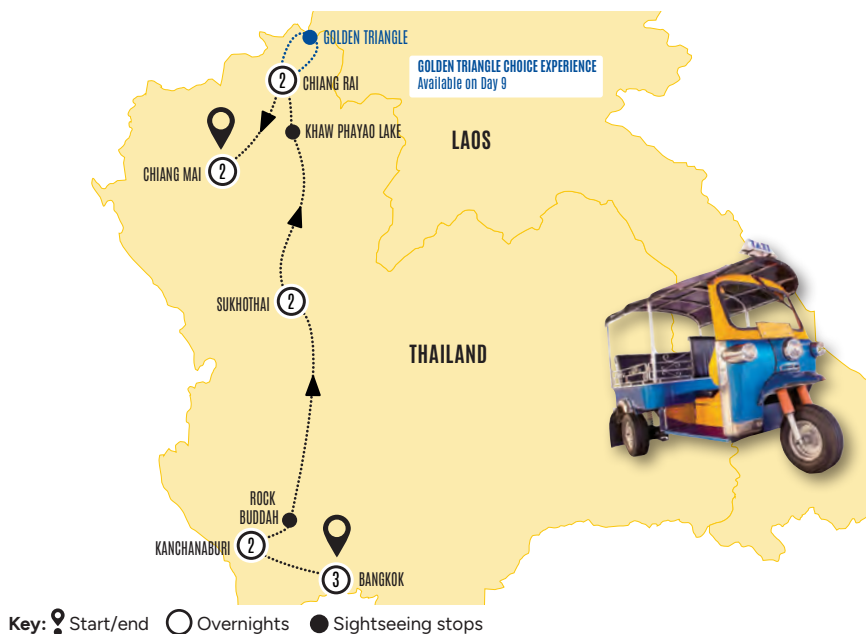 GOLDEN TRIANGLE
GOLDEN TRIANGLE CHOICE EXPERIENCE
Available on Day 9
2
CHIANG RAI
KHAW PHAYAO LAKE
LAOS
CHIANG MAI
2
TAXI
SUKHOTHAI
2
THAILAND
ROCK
BUDDAH
KANCHANABURI
2
3
BANGKOK
Key: Start/end Overnights Sightseeing stops